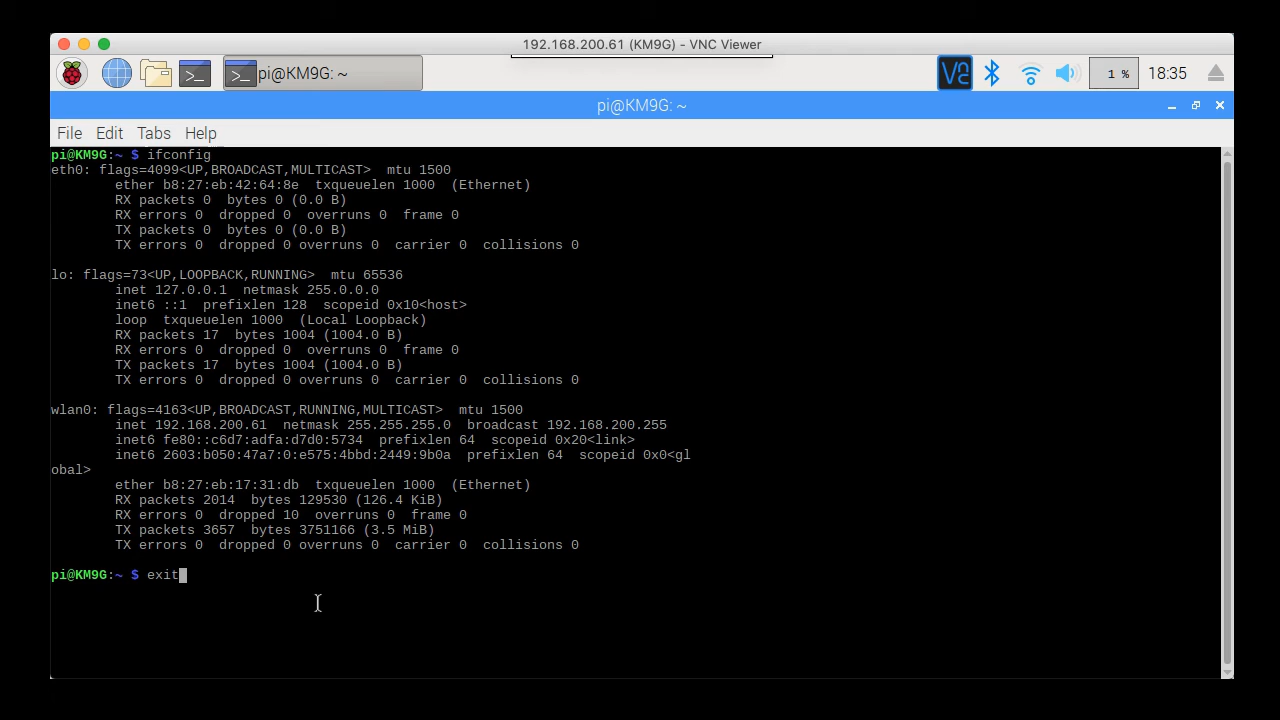 192.168.200.61 (KM9G) - VNC Viewer
>_ >_ pi@KM9G: ~ 1 % 18:35
pi@KM9G: ~
File Edit Tabs Help
pi@KM9G:~ $ ifconfig
eth0: flags=4099<UP,BROADCAST,MULTICAST>  mtu 1500
        ether b8:27:eb:42:64:8e  txqueuelen 1000  (Ethernet)
        RX packets 0  bytes 0 (0.0 B)
        RX errors 0  dropped 0  overruns 0  frame 0
        TX packets 0  bytes 0 (0.0 B)
        TX errors 0  dropped 0 overruns 0  carrier 0  collisions 0

lo: flags=73<UP,LOOPBACK,RUNNING>  mtu 65536
        inet 127.0.0.1  netmask 255.0.0.0
        inet6 ::1  prefixlen 128  scopeid 0x10<host>
        loop  txqueuelen 1000  (Local Loopback)
        RX packets 17  bytes 1004 (1004.0 B)
        RX errors 0  dropped 0  overruns 0  frame 0
        TX packets 17  bytes 1004 (1004.0 B)
        TX errors 0  dropped 0 overruns 0  carrier 0  collisions 0

wlan0: flags=4163<UP,BROADCAST,RUNNING,MULTICAST>  mtu 1500
        inet 192.168.200.61  netmask 255.255.255.0  broadcast 192.168.200.255
        inet6 fe80::c6d7:adfa:d7d0:5734  prefixlen 64  scopeid 0x20<link>
        inet6 2603:b050:47a7:0:e575:4bbd:2449:9b0a  prefixlen 64  scopeid 0x0<gl
obal>
        ether b8:27:eb:17:31:db  txqueuelen 1000  (Ethernet)
        RX packets 2014  bytes 129530 (126.4 KiB)
        RX errors 0  dropped 10  overruns 0  frame 0
        TX packets 3657  bytes 3751166 (3.5 MiB)
        TX errors 0  dropped 0 overruns 0  carrier 0  collisions 0

pi@KM9G:~ $ exit